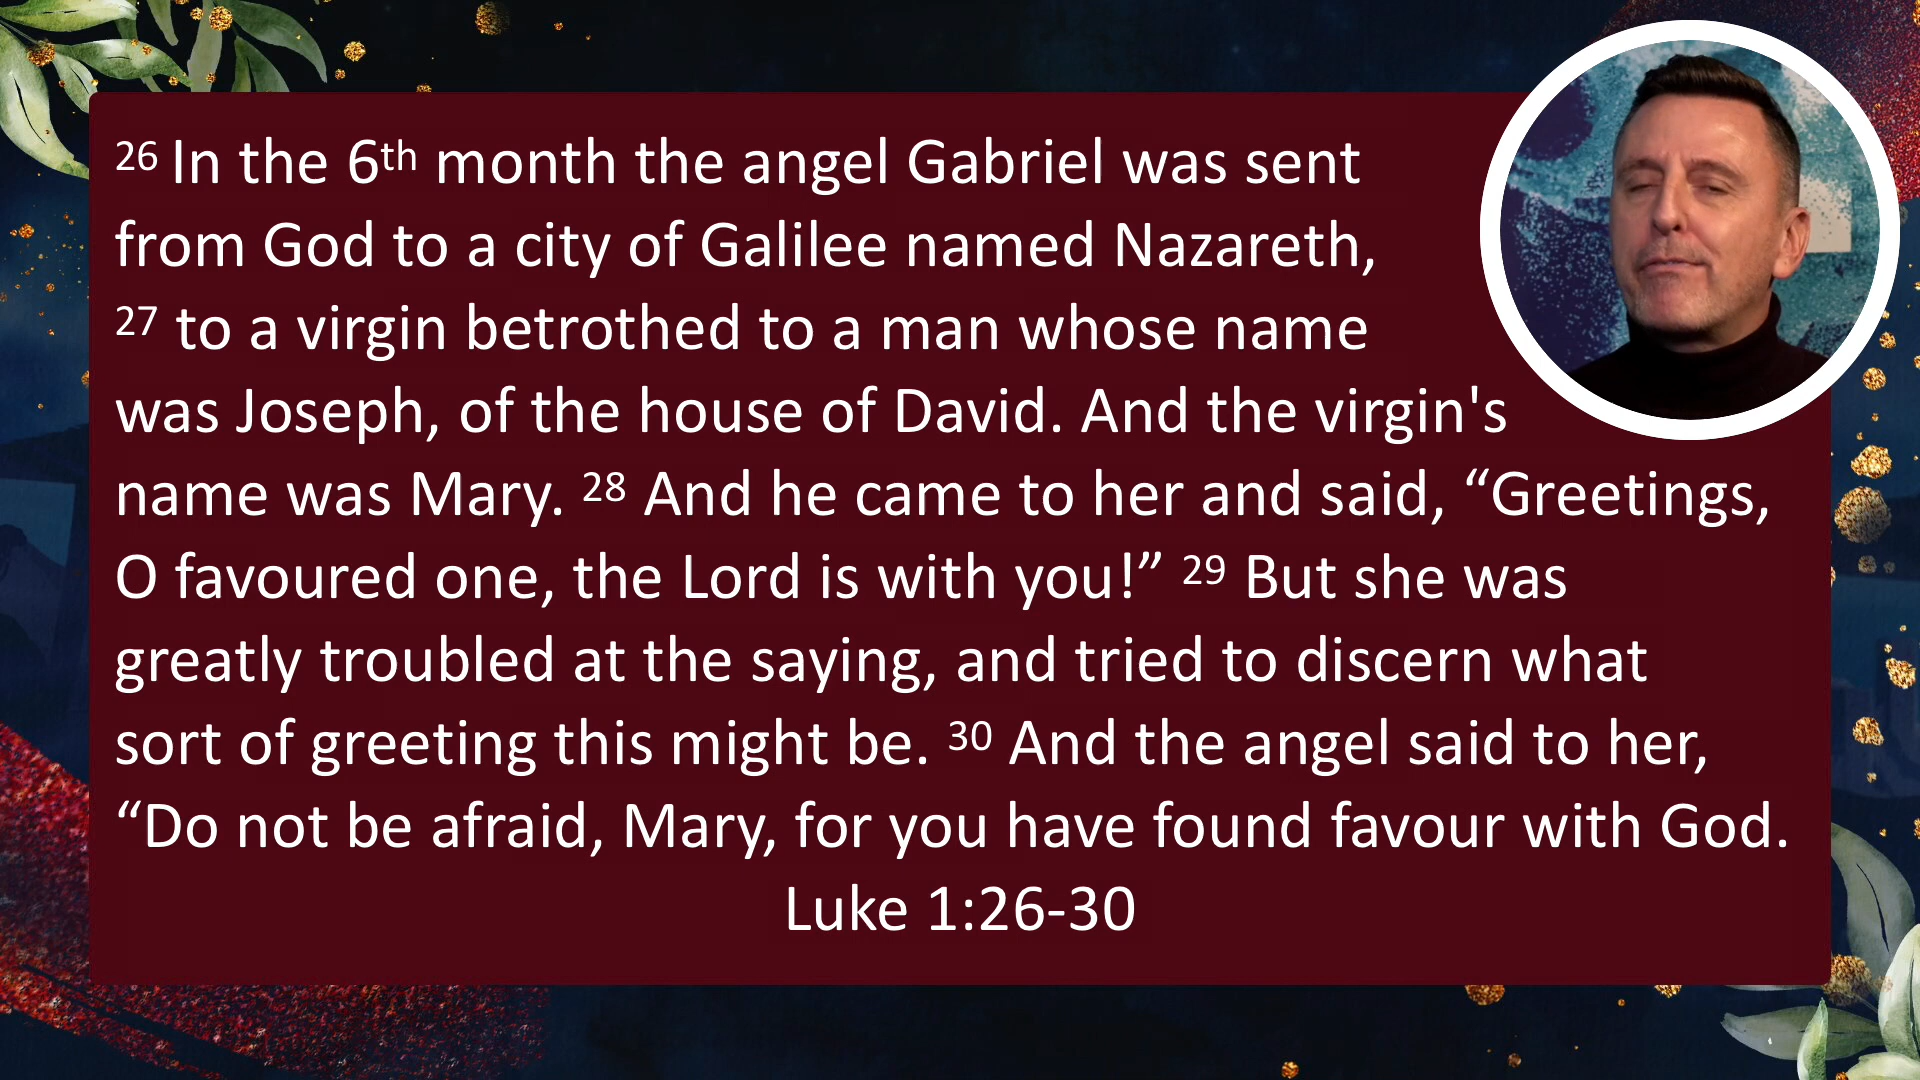 26 In the 6th month the angel Gabriel was sent
from God to a city of Galilee named Nazareth,
27 to a virgin betrothed to a man whose name
was Joseph, of the house of David. And the virgin's
name was Mary. 28 And he came to her and said, “Greetings,
O favoured one, the Lord is with you!” 29 But she was
greatly troubled at the saying, and tried to discern what
sort of greeting this might be. 30 And the angel said to her,
“Do not be afraid, Mary, for you have found favour with God.
Luke 1:26-30